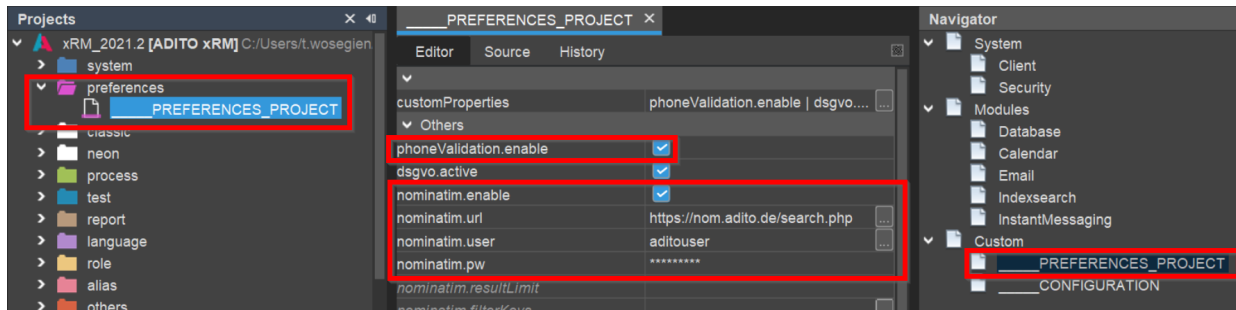 Projects
xRM_2021.2 [ADITO xRM] C:/Users/t.wosegien
system
preferences
_____PREFERENCES_PROJECT
classic
neon
process
test
report
language
role
alias
others
_____PREFERENCES_PROJECT
Editor Source History
customProperties phoneValidation.enable | dsgvo.... ...
Others
phoneValidation.enable
dsgvo.active
nominatim.enable
nominatim.url https://nom.adito.de/search.php ...
nominatim.user aditouser ...
nominatim.pw *********
nominatim.resultLimit
nominatim.filterKeys ...
Navigator
System
Client
Security
Modules
Database
Calendar
Email
Indexsearch
InstantMessaging
Custom
_____PREFERENCES_PROJECT
_____CONFIGURATION